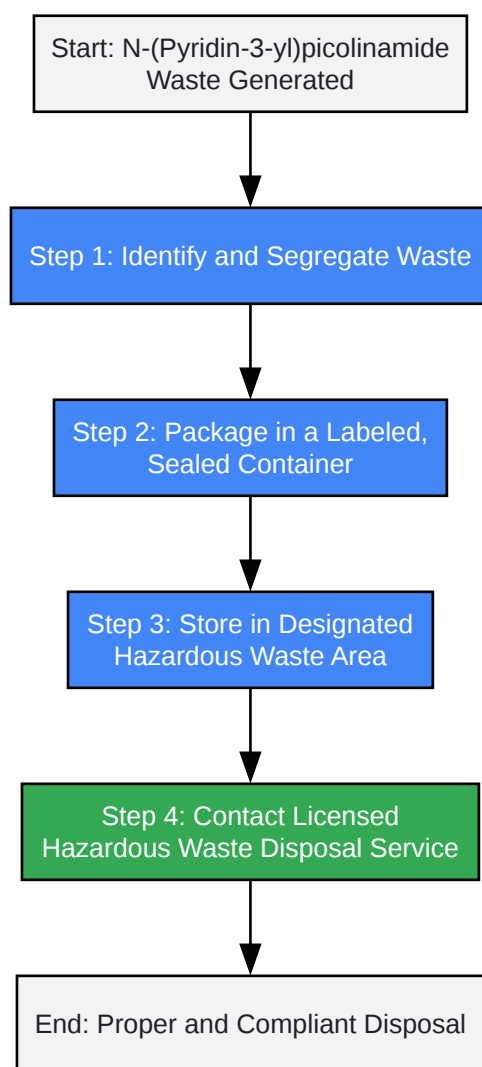 Start: N-(Pyridin-3-yl)picolinamide
Waste Generated
Step 1: Identify and Segregate Waste
Step 2: Package in a Labeled,
Sealed Container
Step 3: Store in Designated
Hazardous Waste Area
Step 4: Contact Licensed
Hazardous Waste Disposal Service
End: Proper and Compliant Disposal